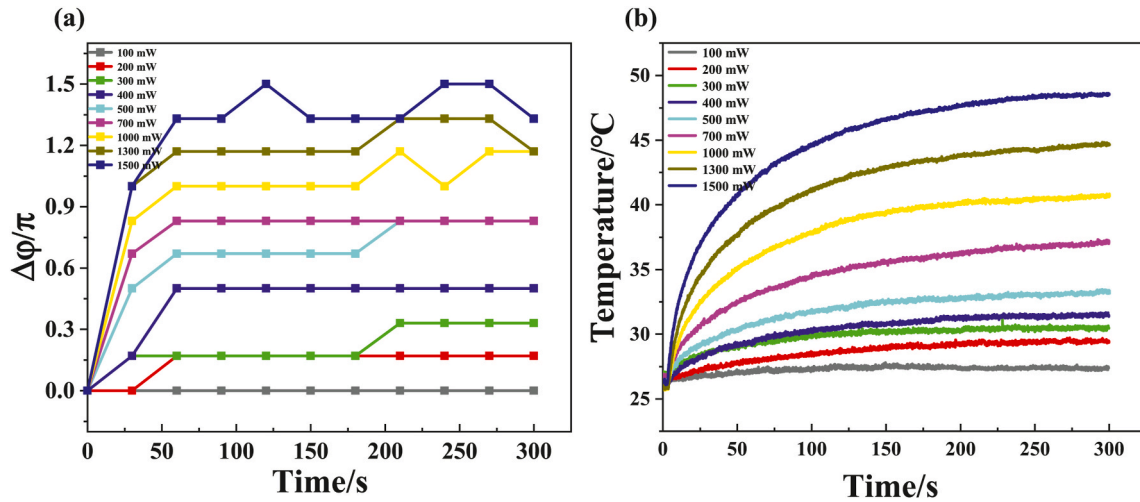 (a)
100 mW
200 mW
300 mW
400 mW
500 mW
700 mW
1000 mW
1300 mW
1500 mW
1.5
1.2
0.9
0.6
0.3
0.0
Δφ/π
0 50 100 150 200 250 300
Time/s
(b)
100 mW
200 mW
300 mW
400 mW
500 mW
700 mW
1000 mW
1300 mW
1500 mW
50
45
40
35
30
25
Temperature/°C
0 50 100 150 200 250 300
Time/s